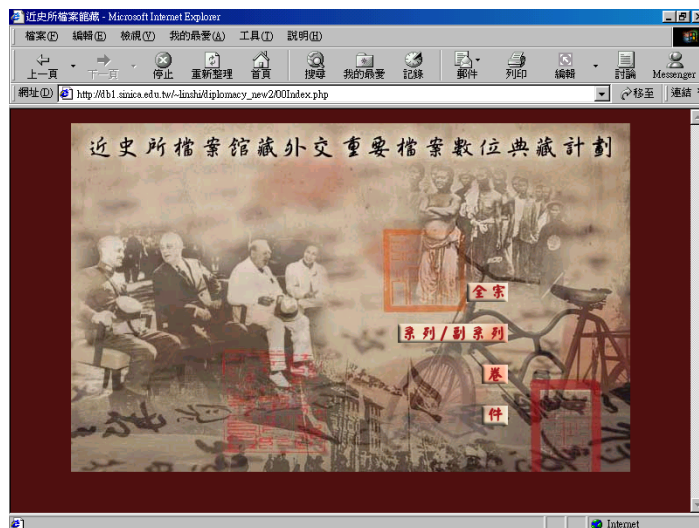 近史所檔案館藏 - Microsoft Internet Explorer
檔案(F) 編輯(E) 檢視(V) 我的最愛(A) 工具(T) 說明(H)
上一頁 下一頁 停止 重新整理 首頁 搜尋 我的最愛 記錄 郵件 列印 編輯 討論 Messenger
網址(D) http://db1.sinica.edu.tw/~linshi/diplomacy_new2/00Index.php 移至 連結
近史所檔案館藏外交重要檔案數位典藏計劃
全宗
系列/副系列
卷
件
Internet